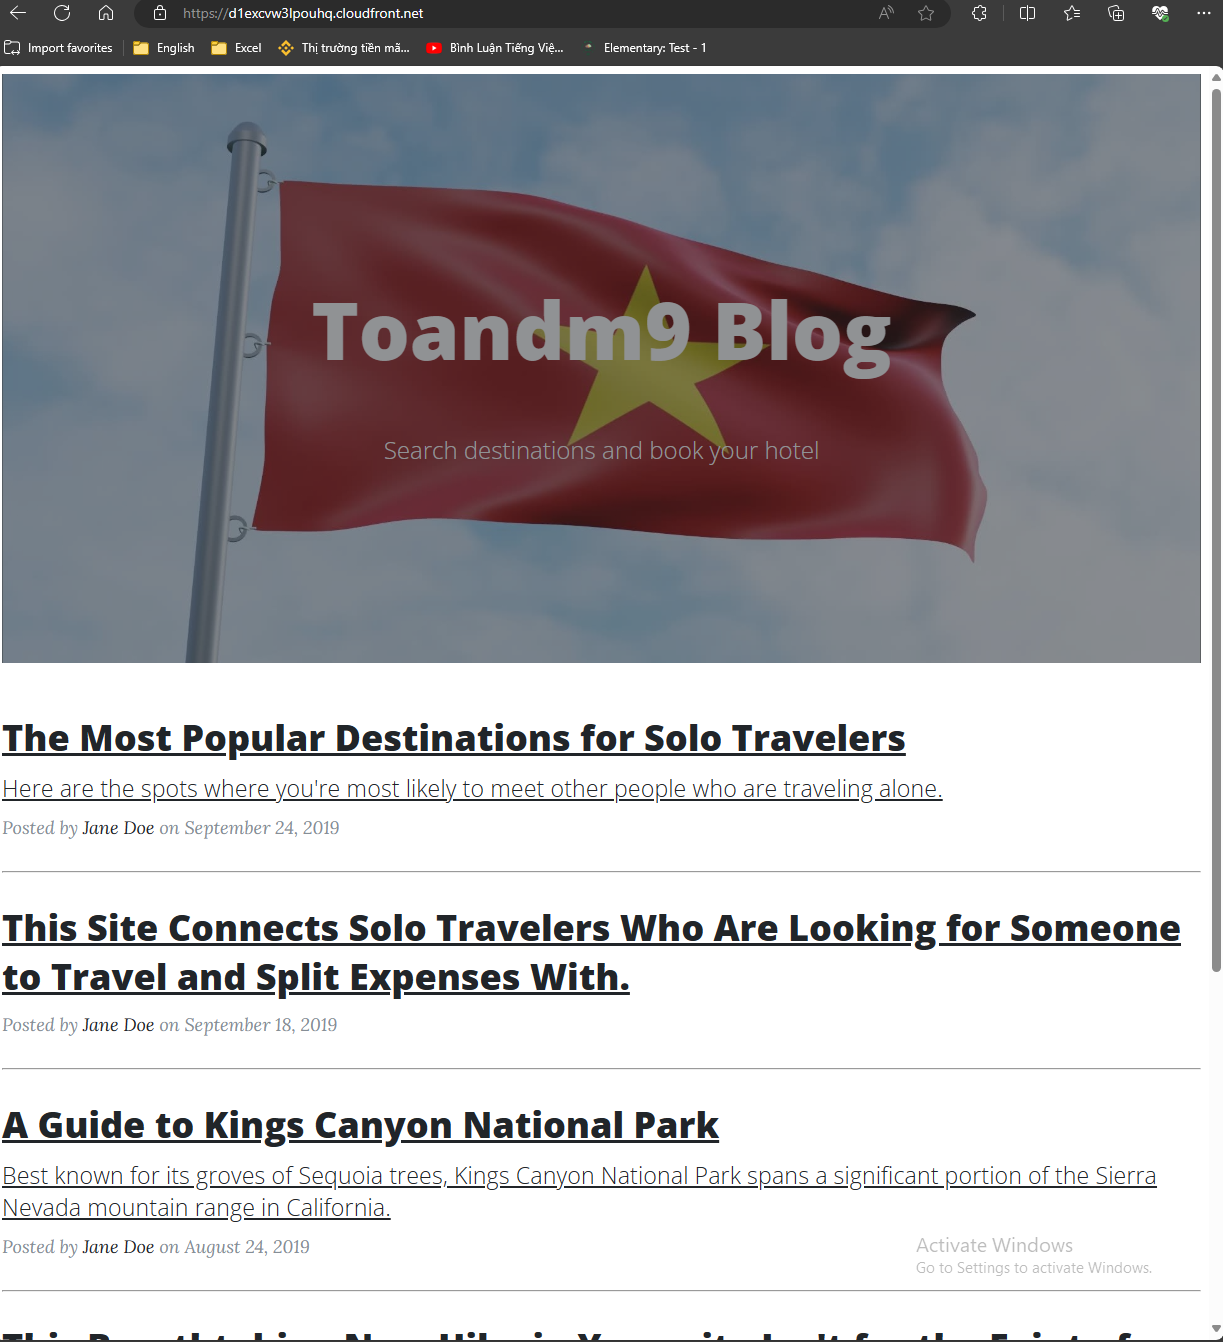 https://d1excvw3lpouhq.cloudfront.net
Import favorites English Excel Thị trường tiền mã... Bình Luận Tiếng Việ... Elementary: Test - 1
Toandm9 Blog
Search destinations and book your hotel
The Most Popular Destinations for Solo Travelers
Here are the spots where you're most likely to meet other people who are traveling alone.
Posted by Jane Doe on September 24, 2019
This Site Connects Solo Travelers Who Are Looking for Someone
to Travel and Split Expenses With.
Posted by Jane Doe on September 18, 2019
A Guide to Kings Canyon National Park
Best known for its groves of Sequoia trees, Kings Canyon National Park spans a significant portion of the Sierra
Nevada mountain range in California.
Posted by Jane Doe on August 24, 2019
Activate Windows
Go to Settings to activate Windows.